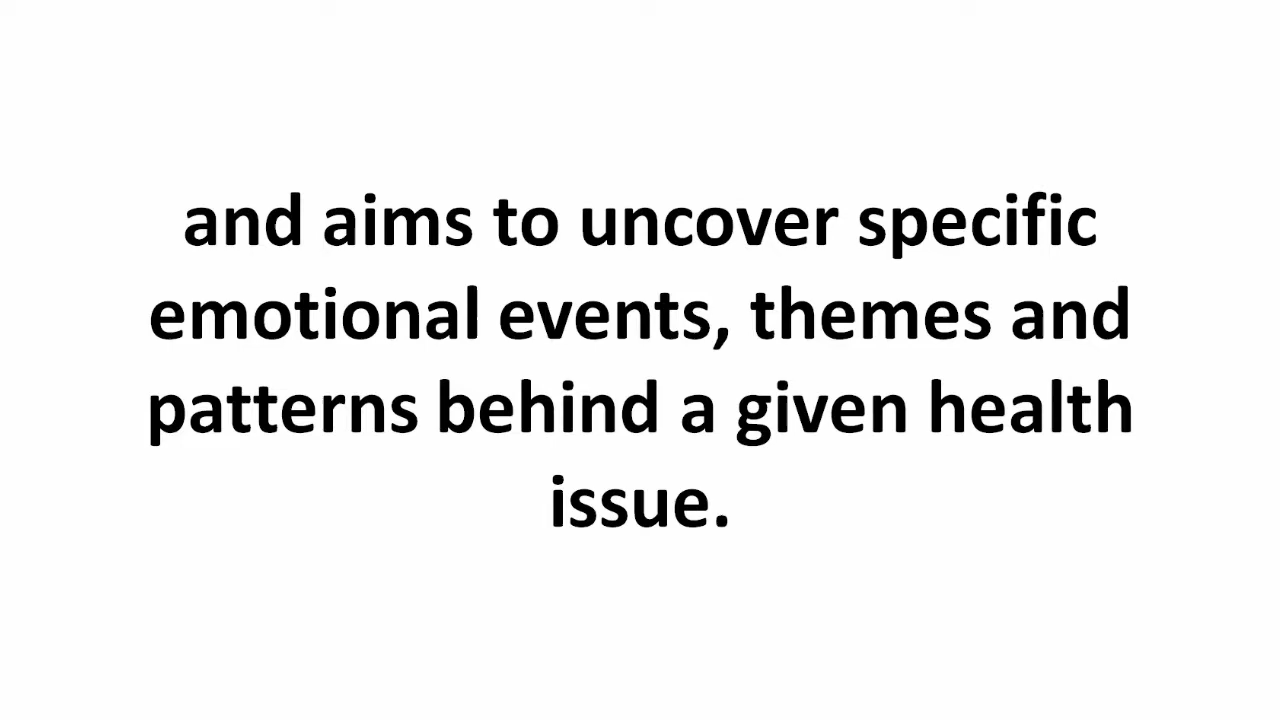 and aims to uncover specific
emotional events, themes and
patterns behind a given health
issue.